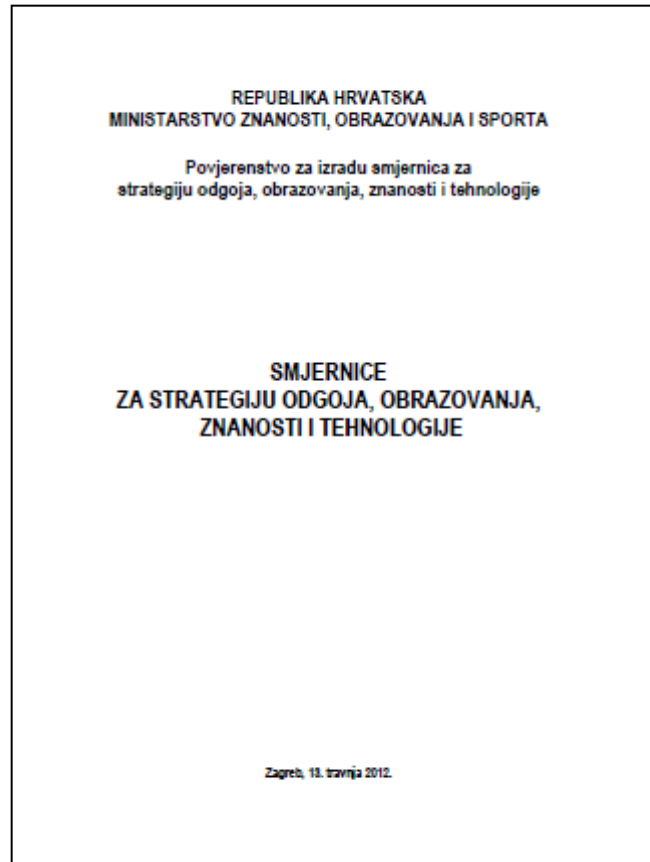 REPUBLIKA HRVATSKA
MINISTARSTVO ZNANOSTI, OBRAZOVANJA I SPORTA
Povjerenstvo za izradu smjernica za
strategiju odgoja, obrazovanja, znanosti i tehnologije
SMJERNICE
ZA STRATEGIJU ODGOJA, OBRAZOVANJA,
ZNANOSTI I TEHNOLOGIJE
Zagreb, 13. travnja 2012.